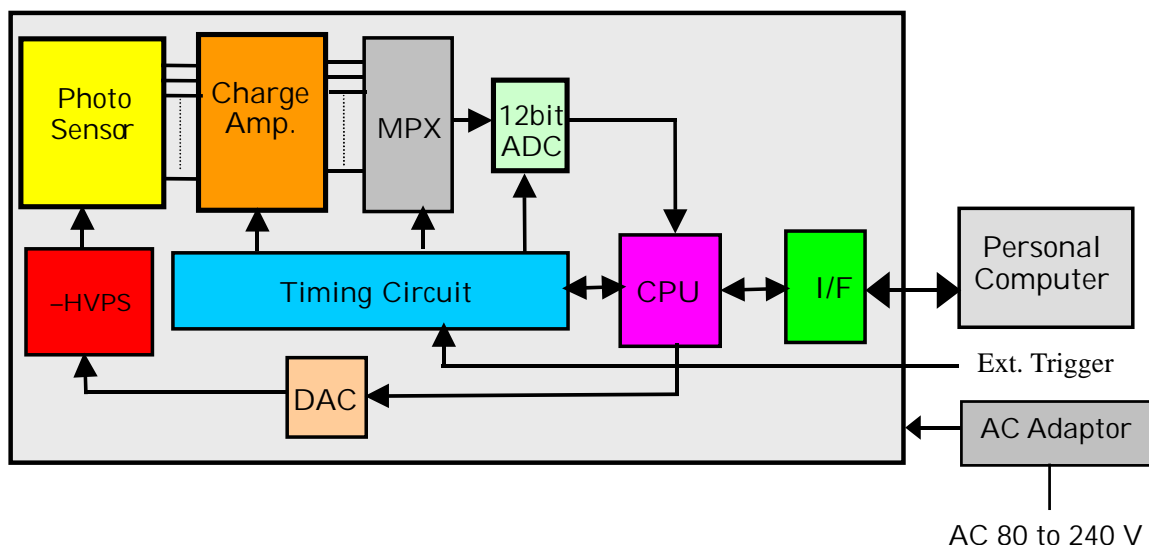 Photo
Sensor
Charge
Amp.
MPX
12bit
ADC
–HVPS
Timing Circuit
CPU
I/F
Personal
Computer
DAC
Ext. Trigger
AC Adaptor
AC 80 to 240 V